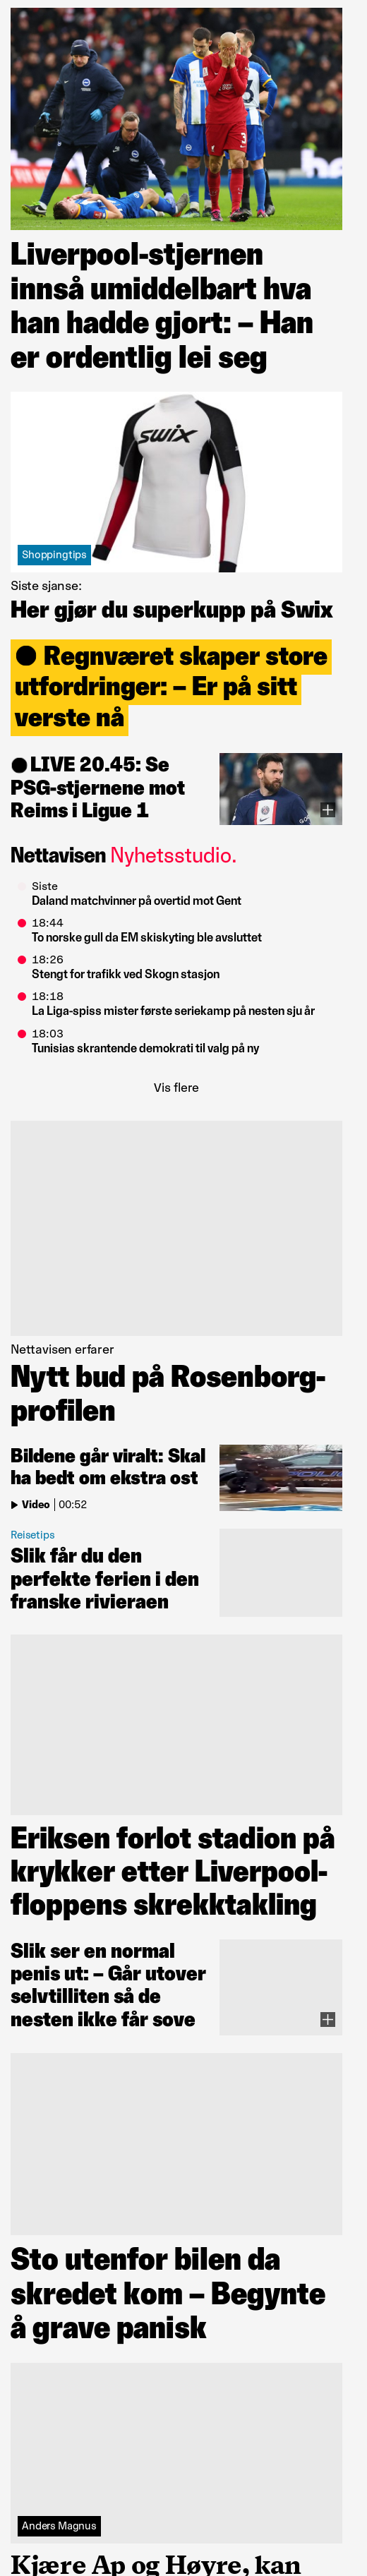 Liverpool-stjernen
innså umiddelbart hva
han hadde gjort: – Han
er ordentlig lei seg
SWIX
Shoppingtips
Siste sjanse:
Her gjør du superkupp på Swix
● Regnværet skaper store
utfordringer: – Er på sitt
verste nå
● LIVE 20.45: Se
PSG-stjernene mot
Reims i Ligue 1
Nettavisen Nyhetsstudio.
Siste
Daland matchvinner på overtid mot Gent
18:44
To norske gull da EM skiskyting ble avsluttet
18:26
Stengt for trafikk ved Skogn stasjon
18:18
La Liga-spiss mister første seriekamp på nesten sju år
18:03
Tunisias skrantende demokrati til valg på ny
Vis flere
Nettavisen erfarer
Nytt bud på Rosenborg-
profilen
Bildene går viralt: Skal
ha bedt om ekstra ost
Video | 00:52
Reisetips
Slik får du den
perfekte ferien i den
franske rivieraen
Eriksen forlot stadion på
krykker etter Liverpool-
floppens skrekktakling
Slik ser en normal
penis ut: – Går utover
selvtilliten så de
nesten ikke får sove
Sto utenfor bilen da
skredet kom – Begynte
å grave panisk
Anders Magnus
Kjære Ap og Høyre, kan